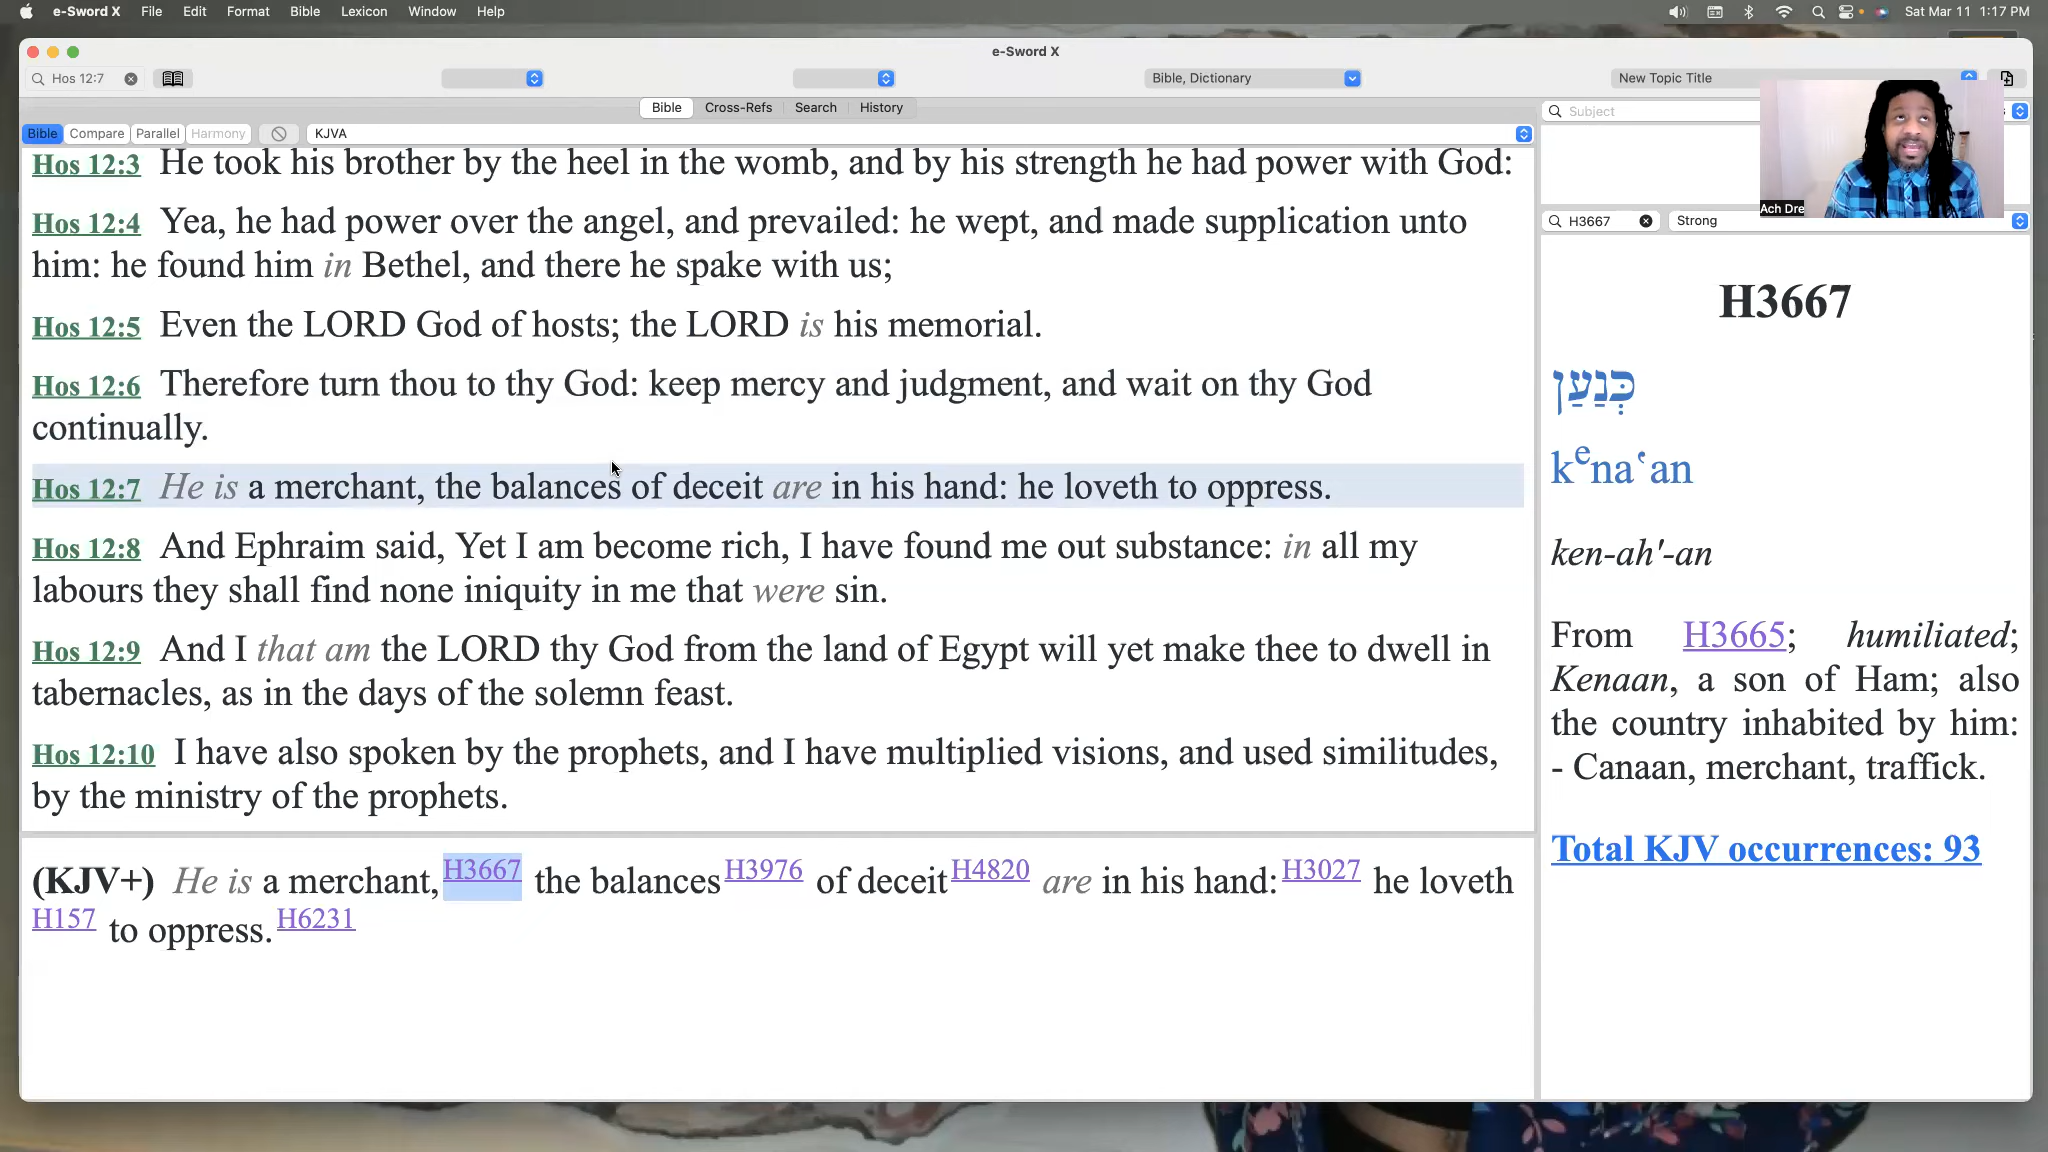 e-Sword X File Edit Format Bible Lexicon Window Help
Sat Mar 11 1:17 PM
e-Sword X
Hos 12:7
Bible, Dictionary
New Topic Title
Bible Cross-Refs Search History
Subject
Bible Compare Parallel Harmony
KJVA
Hos 12:3 He took his brother by the heel in the womb, and by his strength he had power with God:
Hos 12:4 Yea, he had power over the angel, and prevailed: he wept, and made supplication unto
him: he found him in Bethel, and there he spake with us;
Hos 12:5 Even the LORD God of hosts; the LORD is his memorial.
Hos 12:6 Therefore turn thou to thy God: keep mercy and judgment, and wait on thy God
continually.
Hos 12:7 He is a merchant, the balances of deceit are in his hand: he loveth to oppress.
Hos 12:8 And Ephraim said, Yet I am become rich, I have found me out substance: in all my
labours they shall find none iniquity in me that were sin.
Hos 12:9 And I that am the LORD thy God from the land of Egypt will yet make thee to dwell in
tabernacles, as in the days of the solemn feast.
Hos 12:10 I have also spoken by the prophets, and I have multiplied visions, and used similitudes,
by the ministry of the prophets.
(KJV+) He is a merchant,H3667 the balancesH3976 of deceitH4820 are in his hand:H3027 he loveth
H157 to oppress.H6231
Ach Dre
H3667
Strong
H3667
כְּנַעַן
kᵉnaʻan
ken-ah'-an
From H3665; humiliated;
Kenaan, a son of Ham; also
the country inhabited by him:
- Canaan, merchant, traffick.
Total KJV occurrences: 93